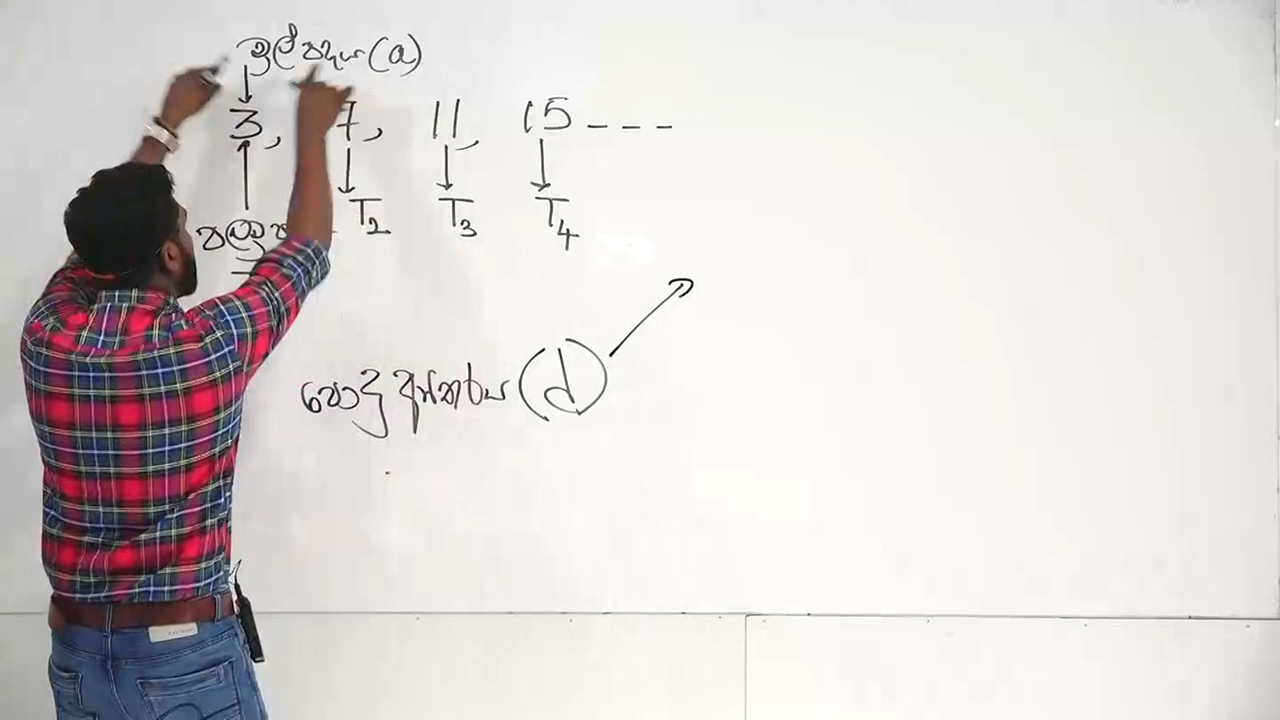 මුල් පදය (a)
3, 7, 11, 15 - - -
T2 T3 T4
පොදු අන්තරය (d)